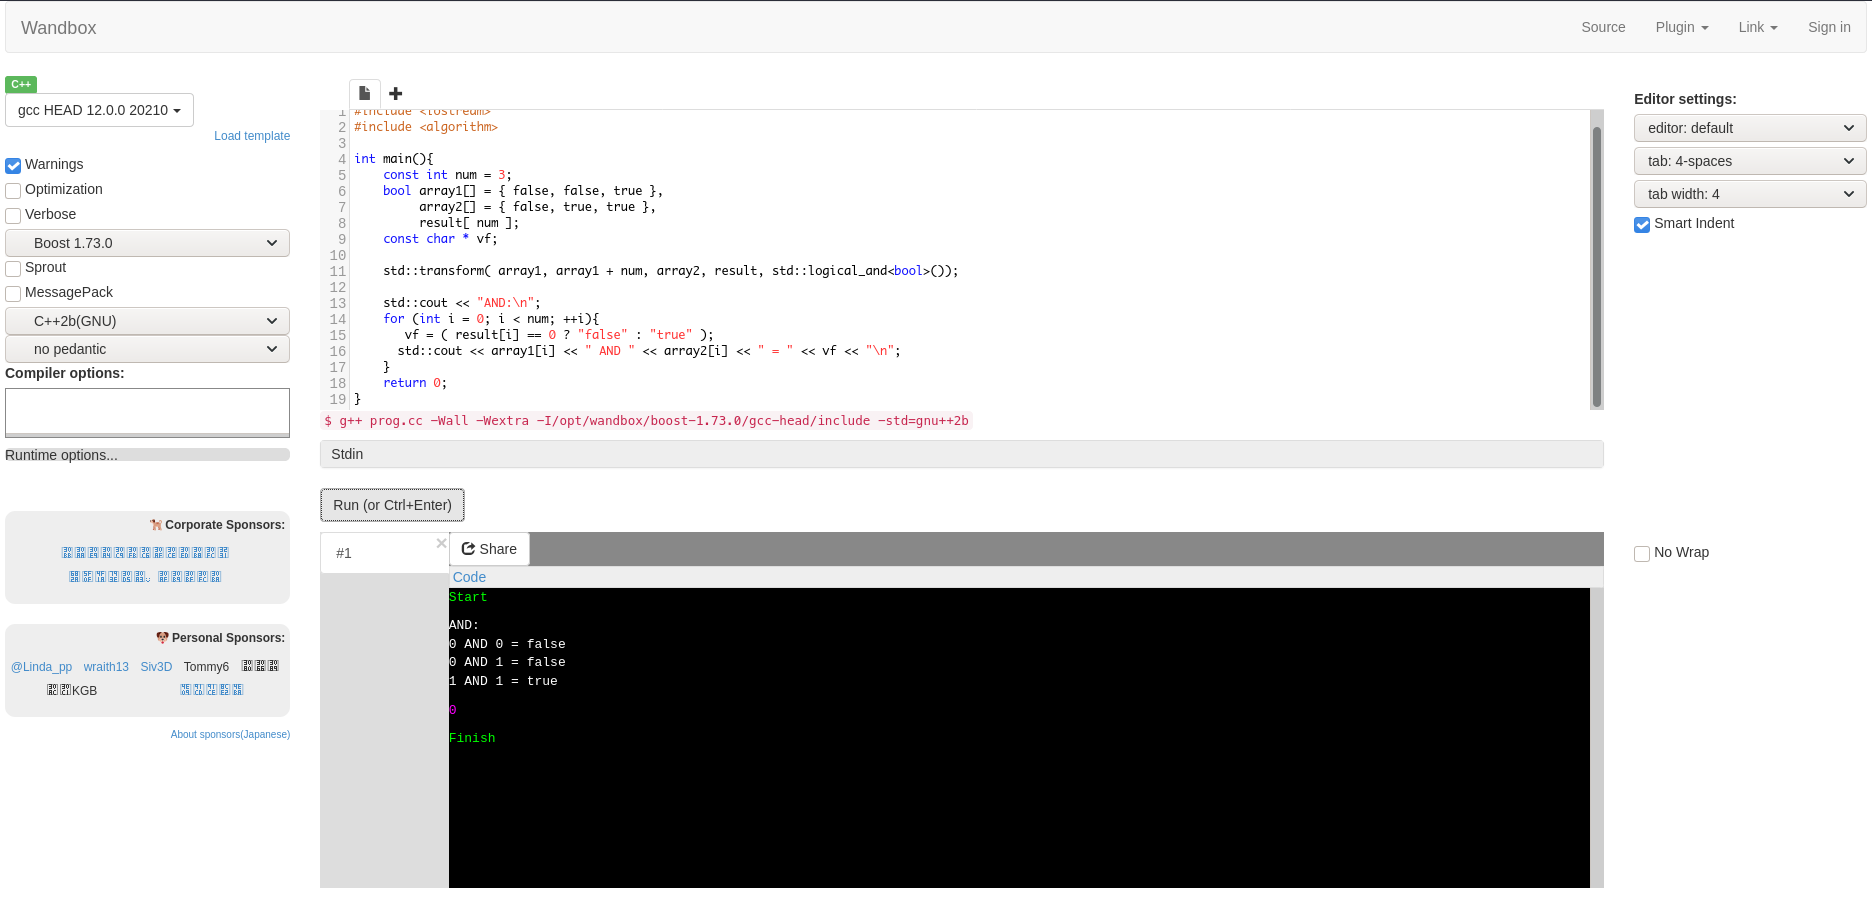 Wandbox
Source Plugin Link Sign in
C++
gcc HEAD 12.0.0 20210
Load template
Warnings
Optimization
Verbose
Boost 1.73.0
Sprout
MessagePack
C++2b(GNU)
no pedantic
Compiler options:
Runtime options...
Corporate Sponsors:
Personal Sponsors:
@Linda_pp wraith13 Siv3D Tommy6
KGB
About sponsors(Japanese)
1 #include <iostream>
2 #include <algorithm>
3
4 int main(){
5     const int num = 3;
6     bool array1[] = { false, false, true },
7          array2[] = { false, true, true },
8          result[ num ];
9     const char * vf;
10
11     std::transform( array1, array1 + num, array2, result, std::logical_and<bool>());
12
13     std::cout << "AND:\n";
14     for (int i = 0; i < num; ++i){
15        vf = ( result[i] == 0 ? "false" : "true" );
16       std::cout << array1[i] << " AND " << array2[i] << " = " << vf << "\n";
17     }
18     return 0;
19 }
$ g++ prog.cc -Wall -Wextra -I/opt/wandbox/boost-1.73.0/gcc-head/include -std=gnu++2b
Stdin
Run (or Ctrl+Enter)
#1 × Share
Code
Start
AND:
0 AND 0 = false
0 AND 1 = false
1 AND 1 = true
0
Finish
Editor settings:
editor: default
tab: 4-spaces
tab width: 4
Smart Indent
No Wrap